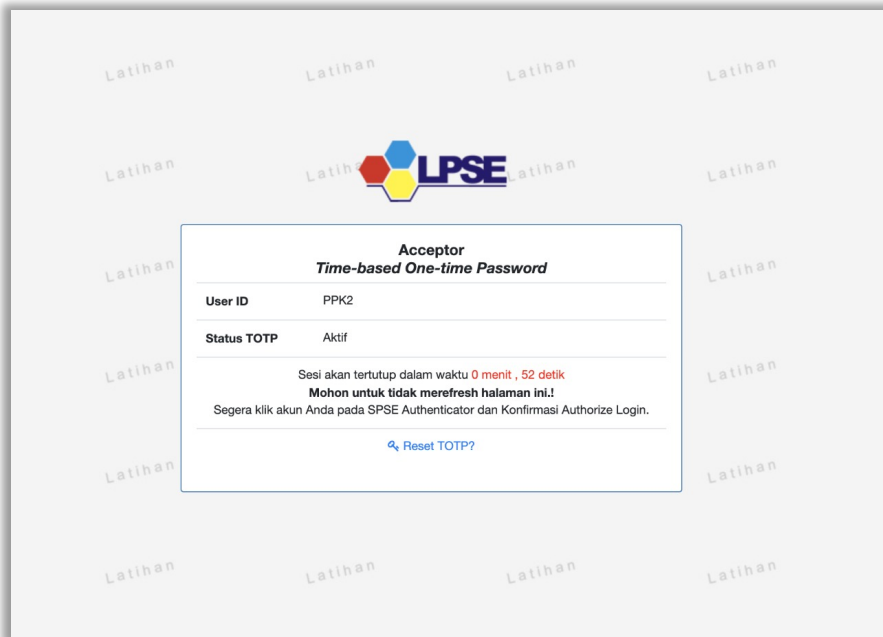 Latihan Latihan Latihan Latihan
Latihan Latih Latihan Latihan
LPSE
Acceptor
Time-based One-time Password
Latihan Latihan
User ID PPK2
Status TOTP Aktif
Latihan Latihan
Sesi akan tertutup dalam waktu 0 menit , 52 detik
Mohon untuk tidak merefresh halaman ini.!
Segera klik akun Anda pada SPSE Authenticator dan Konfirmasi Authorize Login.
Reset TOTP?
Latihan Latihan
Latihan Latihan Latihan Latihan